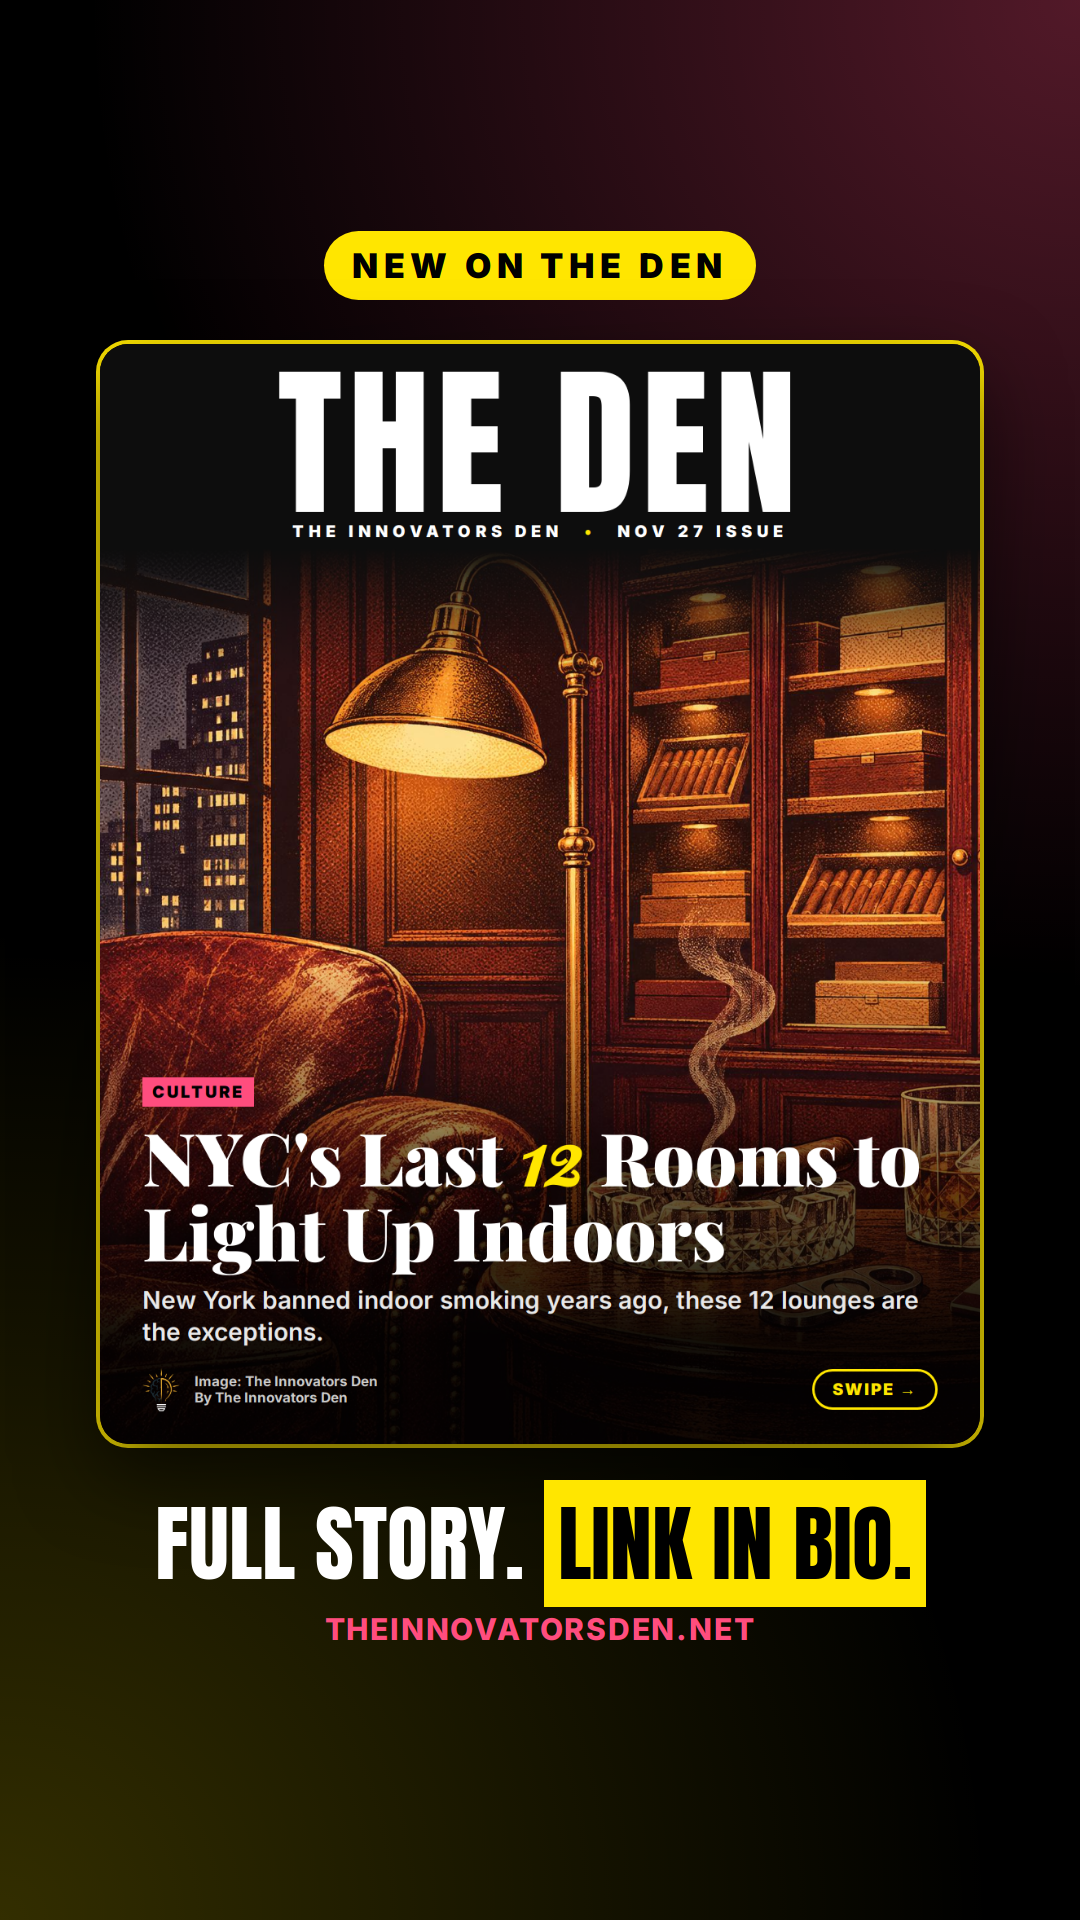 NEW ON THE DEN
THE DEN
THE INNOVATORS DEN • NOV 27 ISSUE
CULTURE
NYC's Last 12 Rooms to
Light Up Indoors
New York banned indoor smoking years ago, these 12 lounges are
the exceptions.
Image: The Innovators Den
By The Innovators Den
SWIPE →
FULL STORY. LINK IN BIO.
THEINNOVATORSDEN.NET